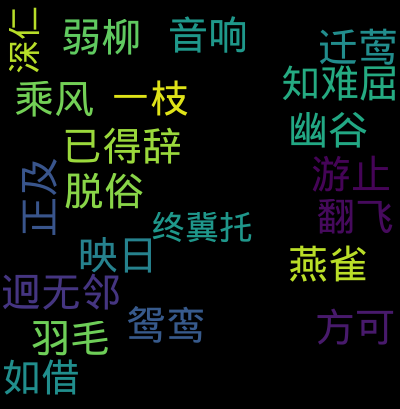 深仁
弱柳
音响
迁莺
知难屈
乘风
一枝
幽谷
已得辞
游止
正及
脱俗
翻飞
终冀托
映日
燕雀
迥无邻
鸳鸾
方可
羽毛
如借